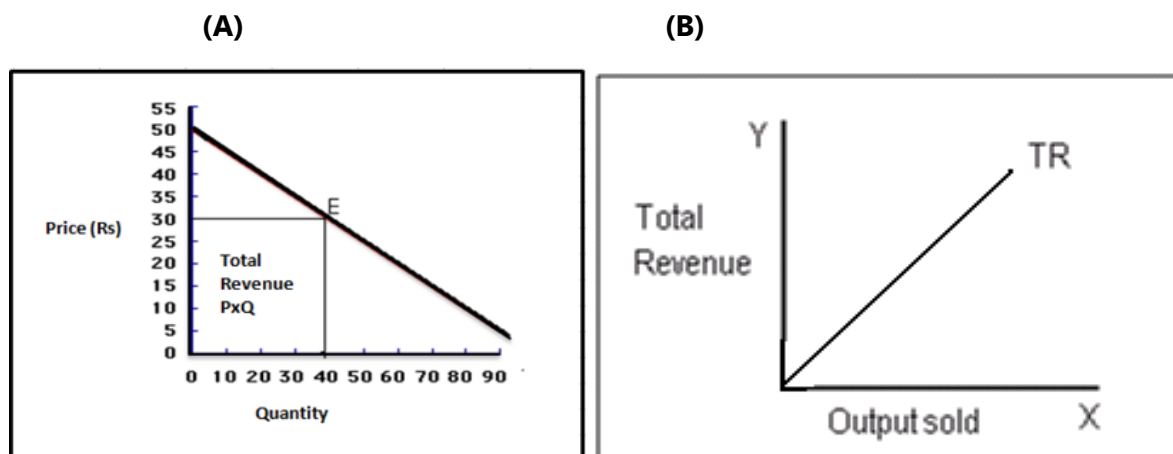 (A)
(B)
55
50
45
40
35
30
25
20
15
10
5
0
Price (Rs)
E
Total
Revenue
PxQ
0 10 20 30 40 50 60 70 80 90
Quantity
Y
TR
Total
Revenue
Output sold
X